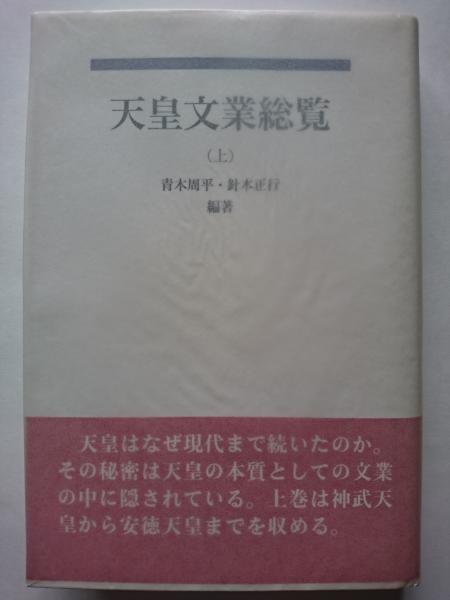 天皇文業総覧
（上）
青木周平・針本正行
編著
天皇はなぜ現代まで続いたのか。
その秘密は天皇の本質としての文業
の中に隠されている。上巻は神武天
皇から安徳天皇までを収める。